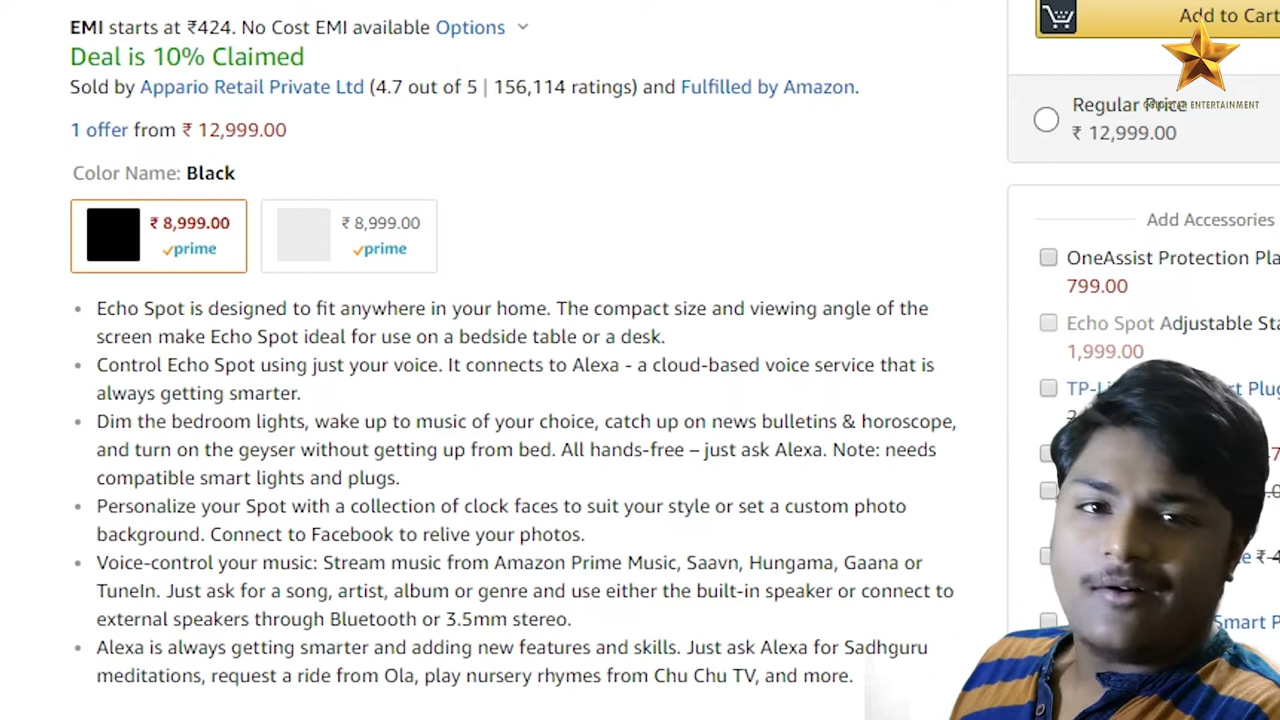 EMI starts at ₹424. No Cost EMI available Options
Deal is 10% Claimed
Sold by Appario Retail Private Ltd (4.7 out of 5 | 156,114 ratings) and Fulfilled by Amazon.
1 offer from ₹ 12,999.00
Color Name: Black
₹ 8,999.00
prime
₹ 8,999.00
prime
Echo Spot is designed to fit anywhere in your home. The compact size and viewing angle of the
screen make Echo Spot ideal for use on a bedside table or a desk.
Control Echo Spot using just your voice. It connects to Alexa - a cloud-based voice service that is
always getting smarter.
Dim the bedroom lights, wake up to music of your choice, catch up on news bulletins & horoscope,
and turn on the geyser without getting up from bed. All hands-free – just ask Alexa. Note: needs
compatible smart lights and plugs.
Personalize your Spot with a collection of clock faces to suit your style or set a custom photo
background. Connect to Facebook to relive your photos.
Voice-control your music: Stream music from Amazon Prime Music, Saavn, Hungama, Gaana or
TuneIn. Just ask for a song, artist, album or genre and use either the built-in speaker or connect to
external speakers through Bluetooth or 3.5mm stereo.
Alexa is always getting smarter and adding new features and skills. Just ask Alexa for Sadhguru
meditations, request a ride from Ola, play nursery rhymes from Chu Chu TV, and more.
Add to Cart
Regular Price
ENTERTAINMENT
₹ 12,999.00
Add Accessories
OneAssist Protection Pla
799.00
Echo Spot Adjustable Sta
1,999.00
Plug
Smart P